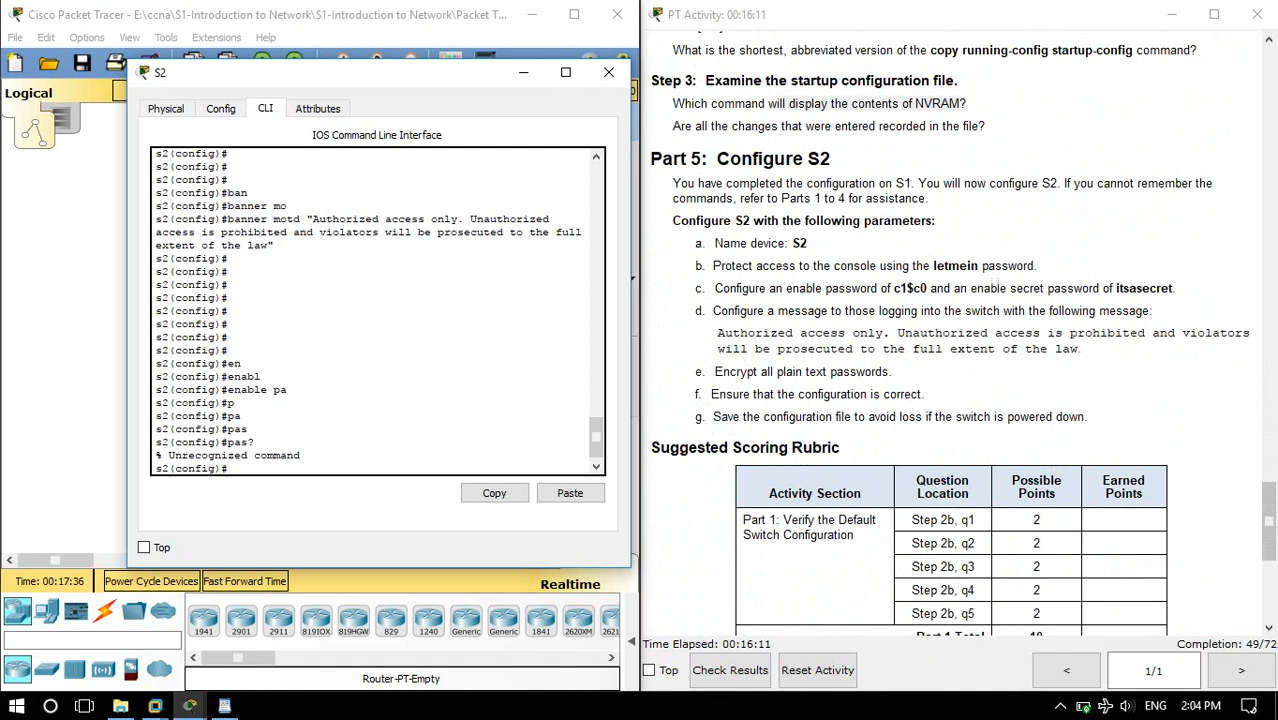 Cisco Packet Tracer - E:\ccna\S1-Introduction to Network\S1-Introduction to Network\Packet T...
File Edit Options View Tools Extensions Help
Logical
S2
Physical Config CLI Attributes
IOS Command Line Interface
s2(config)#
s2(config)#
s2(config)#
s2(config)#ban
s2(config)#banner mo
s2(config)#banner motd "Authorized access only. Unauthorized
access is prohibited and violators will be prosecuted to the full
extent of the law"
s2(config)#
s2(config)#
s2(config)#
s2(config)#
s2(config)#
s2(config)#
s2(config)#
s2(config)#
s2(config)#en
s2(config)#enabl
s2(config)#enable pa
s2(config)#p
s2(config)#pa
s2(config)#pas
s2(config)#pas?
% Unrecognized command
s2(config)#
Copy Paste
Top
Time: 00:17:36 Power Cycle Devices Fast Forward Time Realtime
1941 2901 2911 819IOX 819HGW 829 1240 Generic Generic 1841 2620XM 2621
Router-PT-Empty
PT Activity: 00:16:11
What is the shortest, abbreviated version of the copy running-config startup-config command?
Step 3: Examine the startup configuration file.
Which command will display the contents of NVRAM?
Are all the changes that were entered recorded in the file?
Part 5: Configure S2
You have completed the configuration on S1. You will now configure S2. If you cannot remember the
commands, refer to Parts 1 to 4 for assistance.
Configure S2 with the following parameters:
a. Name device: S2
b. Protect access to the console using the letmein password.
c. Configure an enable password of c1$c0 and an enable secret password of itsasecret.
d. Configure a message to those logging into the switch with the following message:
Authorized access only. Unauthorized access is prohibited and violators
will be prosecuted to the full extent of the law.
e. Encrypt all plain text passwords.
f. Ensure that the configuration is correct.
g. Save the configuration file to avoid loss if the switch is powered down.
Suggested Scoring Rubric
Activity Section Question Location Possible Points Earned Points
Part 1: Verify the Default Switch Configuration
Step 2b, q1 2
Step 2b, q2 2
Step 2b, q3 2
Step 2b, q4 2
Step 2b, q5 2
Part 1 Total 10
Time Elapsed: 00:16:11 Completion: 49/72
Top Check Results Reset Activity < 1/1 >
ENG 2:04 PM